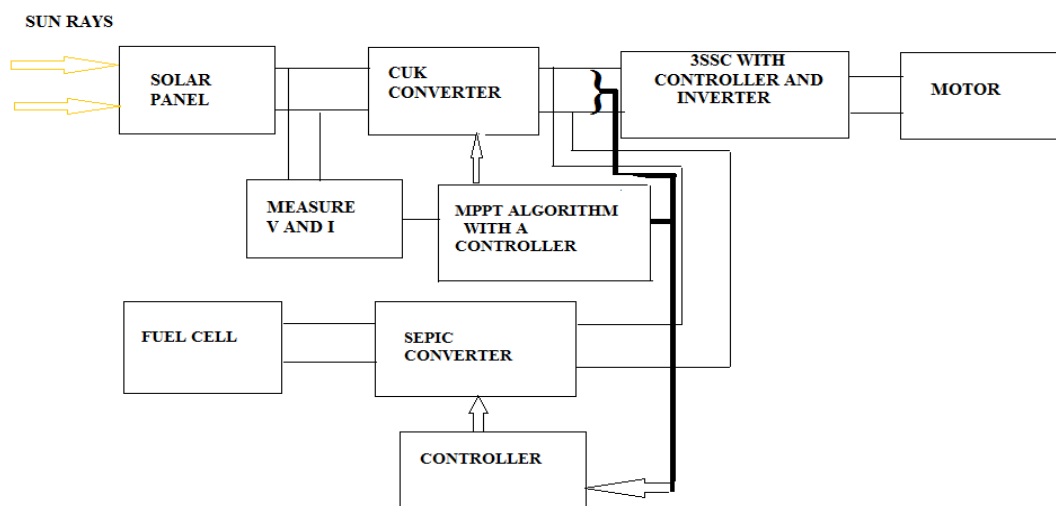 SUN RAYS
SOLAR
PANEL
CUK
CONVERTER
3SSC WITH
CONTROLLER AND
INVERTER
MOTOR
MEASURE
V AND I
MPPT ALGORITHM
WITH A
CONTROLLER
FUEL CELL
SEPIC
CONVERTER
CONTROLLER